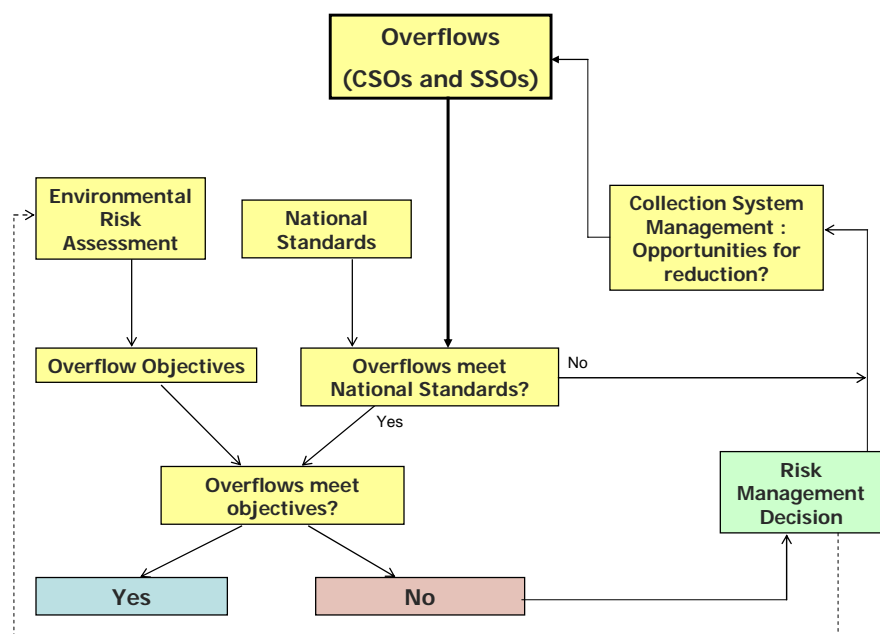 Overflows
(CSOs and SSOs)
Environmental
Risk
Assessment
National
Standards
Collection System
Management :
Opportunities for
reduction?
Overflow Objectives
Overflows meet
National Standards?
No
Yes
Overflows meet
objectives?
Risk
Management
Decision
Yes
No